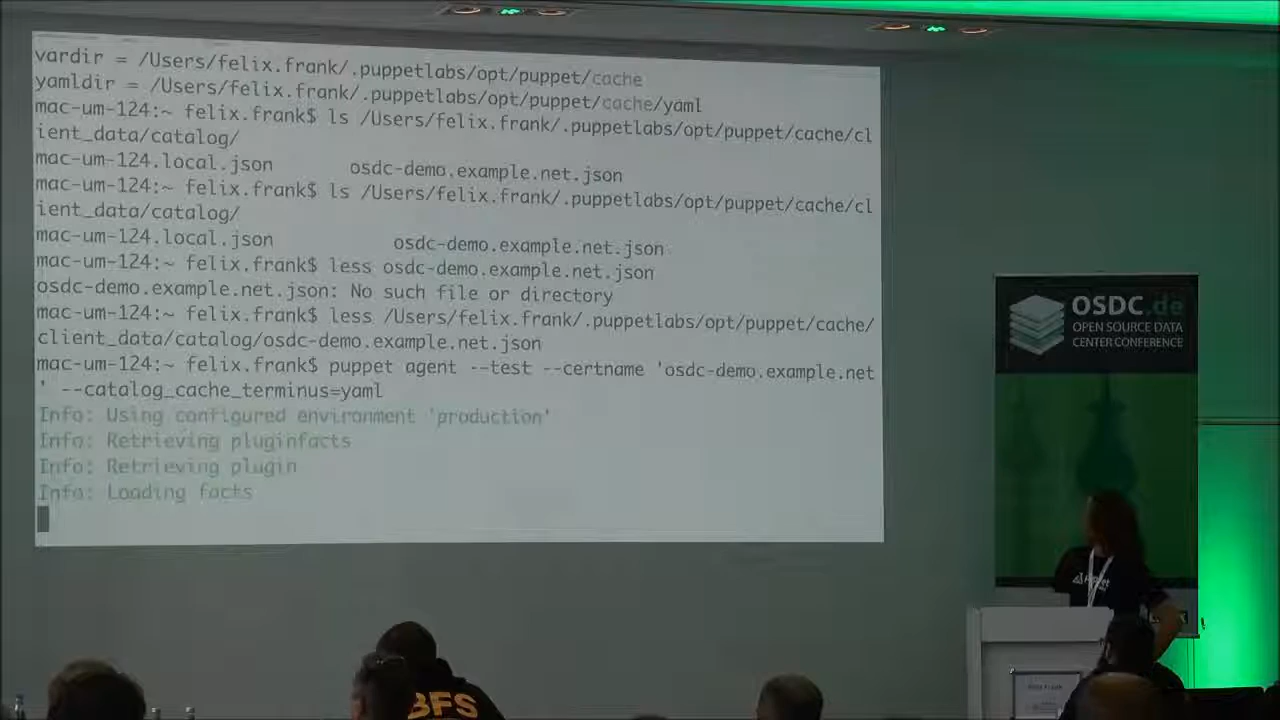 vardir = /Users/felix.frank/.puppetlabs/opt/puppet/cache
yamldir = /Users/felix.frank/.puppetlabs/opt/puppet/cache/yaml
mac-um-124:~ felix.frank$ ls /Users/felix.frank/.puppetlabs/opt/puppet/cache/cl
ient_data/catalog/
mac-um-124.local.json osdc-demo.example.net.json
mac-um-124:~ felix.frank$ ls /Users/felix.frank/.puppetlabs/opt/puppet/cache/cl
ient_data/catalog/
mac-um-124.local.json osdc-demo.example.net.json
mac-um-124:~ felix.frank$ less osdc-demo.example.net.json
osdc-demo.example.net.json: No such file or directory
mac-um-124:~ felix.frank$ less /Users/felix.frank/.puppetlabs/opt/puppet/cache/
client_data/catalog/osdc-demo.example.net.json
mac-um-124:~ felix.frank$ puppet agent --test --certname 'osdc-demo.example.net
' --catalog_cache_terminus=yaml
Info: Using configured environment 'production'
Info: Retrieving pluginfacts
Info: Retrieving plugin
Info: Loading facts
OSDC.de
OPEN SOURCE DATA
CENTER CONFERENCE
BFS